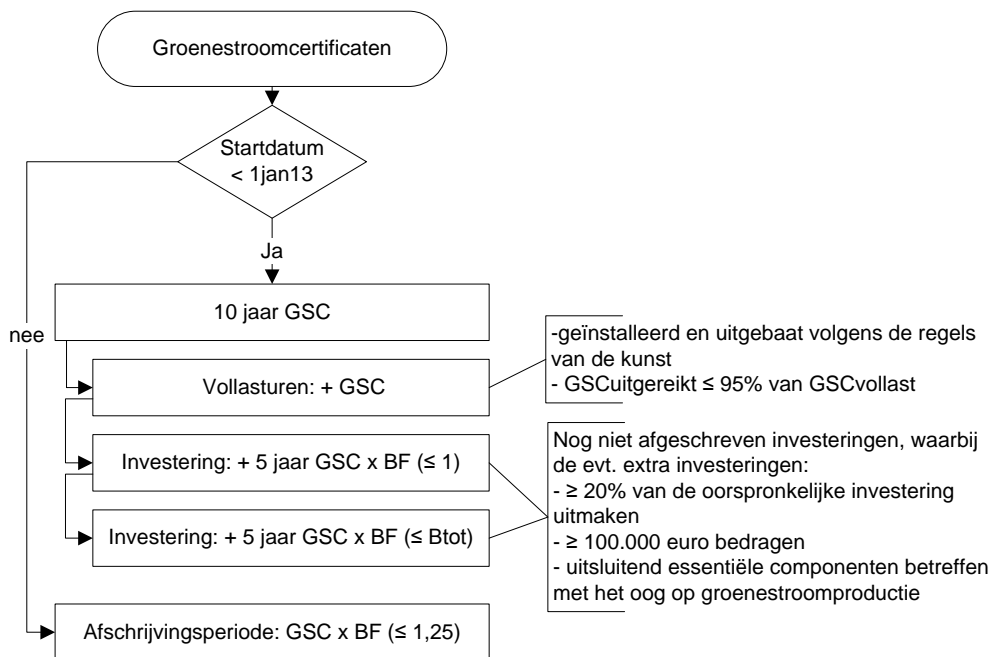 Groenestroomcertificaten
Startdatum
< 1jan13
Ja
nee
10 jaar GSC
Vollasturen: + GSC
-geïnstalleerd en uitgebaat volgens de regels
van de kunst
- GSCuitgereikt ≤ 95% van GSCvollast
Investering: + 5 jaar GSC x BF (≤ 1)
Investering: + 5 jaar GSC x BF (≤ Btot)
Nog niet afgeschreven investeringen, waarbij
de evt. extra investeringen:
- ≥ 20% van de oorspronkelijke investering
uitmaken
- ≥ 100.000 euro bedragen
- uitsluitend essentiële componenten betreffen
met het oog op groenestroomproductie
Afschrijvingsperiode: GSC x BF (≤ 1,25)